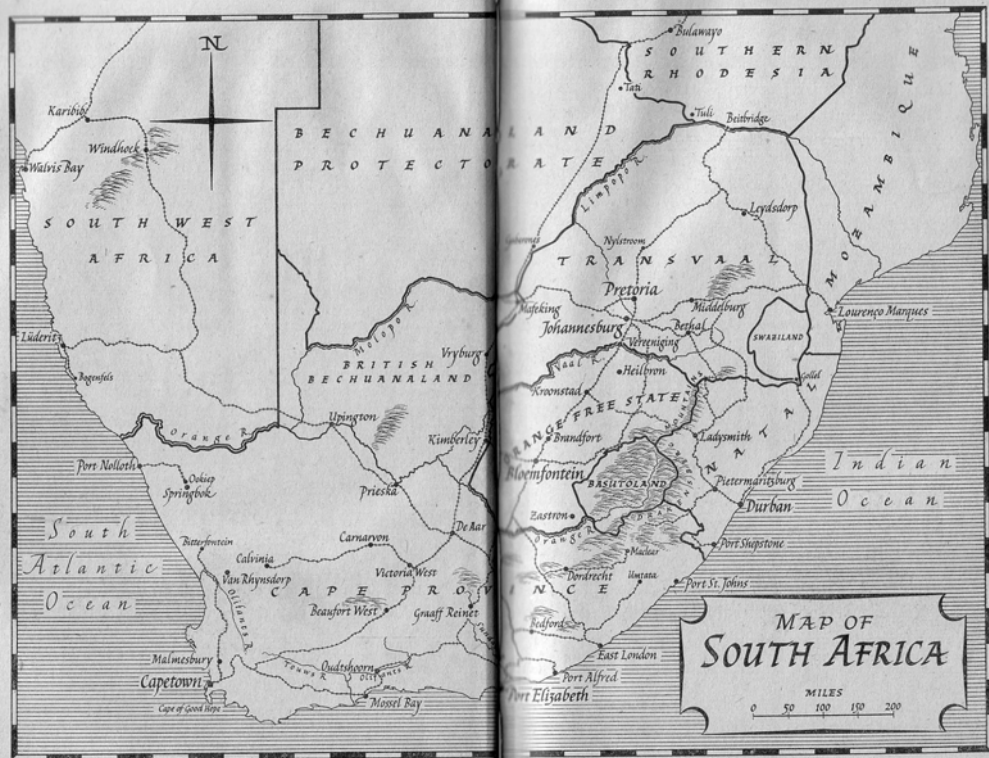 N
Bulawayo
SOUTHERN
RHODESIA
Tati
Tuli
Beitbridge
Karibib
Windhoek
Walvis Bay
BECHUANALAND
PROTECTORATE
Limpopo R.
MOZAMBIQUE
SOUTH WEST
AFRICA
Leydsdorp
Nylstroom
TRANSVAAL
Pretoria
Middelburg
Mafeking
Lourenço Marques
Johannesburg
Bethal
SWAZILAND
Vereeniging
Molopo R.
Lüderitz
Vryburg
BRITISH
BECHUANALAND
Vaal R.
Heilbron
Gollel
Bogenfels
Kroonstad
ORANGE FREE STATE
Upington
Orange R.
Kimberley
Brandfort
Ladysmith
NATAL
Port Nolloth
Ookiep
Springbok
Prieska
Bloemfontein
BASUTOLAND
Pietermaritzburg
Durban
Indian
Ocean
Zastron
Orange R.
De Aar
South
Atlantic
Ocean
Bitterfontein
Carnarvon
Maclear
Port Shepstone
Calvinia
Van Rhynsdorp
Victoria West
Dordrecht
Umtata
Port St. Johns
CAPE PROVINCE
Olifants R.
Beaufort West
Graaff Reinet
Bedford
MAP OF
SOUTH AFRICA
MILES
0 50 100 150 200
Malmesbury
Touws R.
Oudtshoorn
Olifants R.
East London
Port Alfred
Capetown
Cape of Good Hope
Mossel Bay
Port Elizabeth